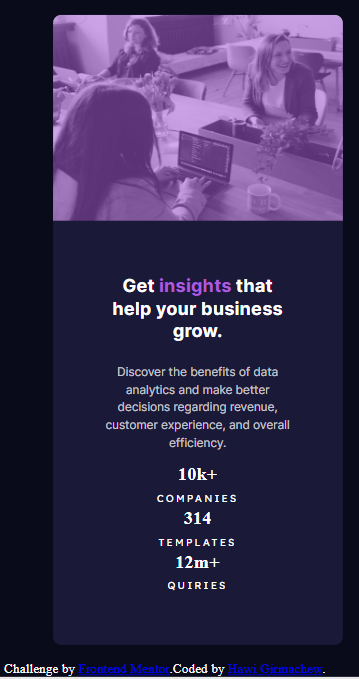 Get insights that
help your business
grow.
Discover the benefits of data
analytics and make better
decisions regarding revenue,
customer experience, and overall
efficiency.
10k+
COMPANIES
314
TEMPLATES
12m+
QUIRIES
Challenge by Frontend Mentor.Coded by Hawi Girmachew.